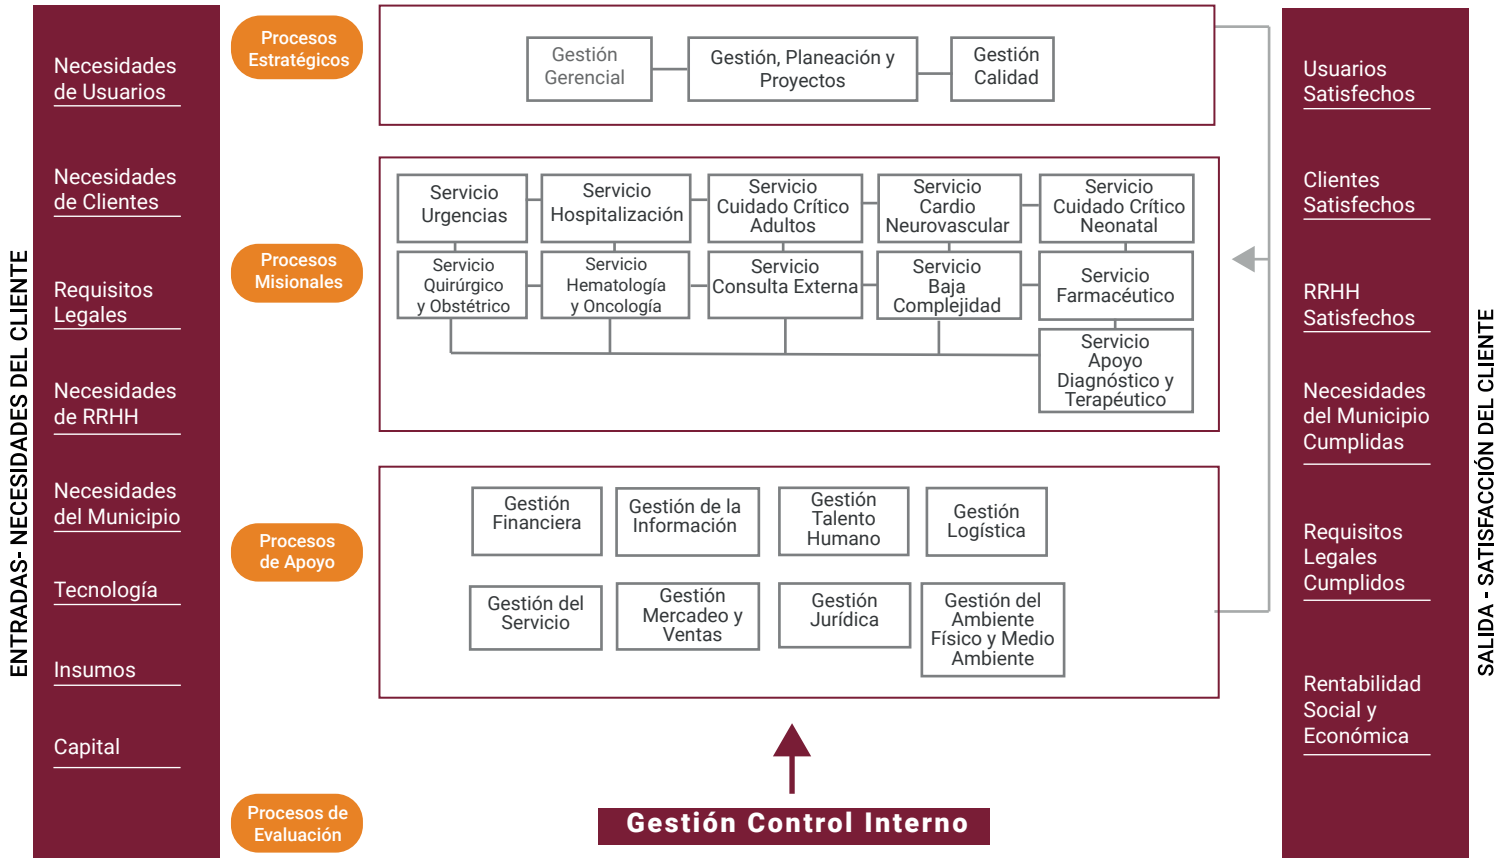 ENTRADAS- NECESIDADES DEL CLIENTE
Necesidades
de Usuarios
Necesidades
de Clientes
Requisitos
Legales
Necesidades
de RRHH
Necesidades
del Municipio
Tecnología
Insumos
Capital
Procesos
Estratégicos
Gestión
Gerencial
Gestión, Planeación y
Proyectos
Gestión
Calidad
Procesos
Misionales
Servicio
Urgencias
Servicio
Hospitalización
Servicio
Cuidado Crítico
Adultos
Servicio
Cardio
Neurovascular
Servicio
Cuidado Crítico
Neonatal
Servicio
Quirúrgico
y Obstétrico
Servicio
Hematología
y Oncología
Servicio
Consulta Externa
Servicio
Baja
Complejidad
Servicio
Farmacéutico
Servicio
Apoyo
Diagnóstico y
Terapéutico
Procesos
de Apoyo
Gestión
Financiera
Gestión de la
Información
Gestión
Talento
Humano
Gestión
Logística
Gestión del
Servicio
Gestión
Mercadeo y
Ventas
Gestión
Jurídica
Gestión del
Ambiente
Físico y Medio
Ambiente
Procesos de
Evaluación
Gestión Control Interno
Usuarios
Satisfechos
Clientes
Satisfechos
RRHH
Satisfechos
Necesidades
del Municipio
Cumplidas
Requisitos
Legales
Cumplidos
Rentabilidad
Social y
Económica
SALIDA - SATISFACCIÓN DEL CLIENTE